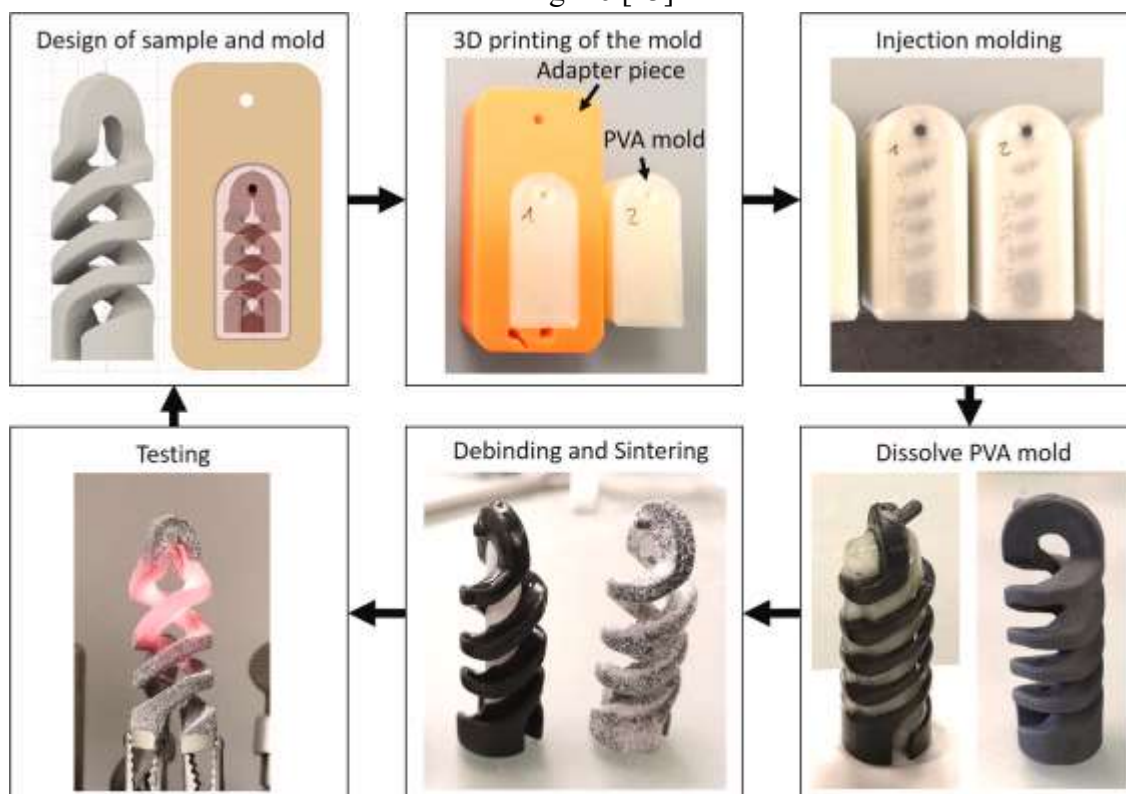 Design of sample and mold
3D printing of the mold
Adapter piece
PVA mold
1
2
Injection molding
1
2
Testing
Debinding and Sintering
Dissolve PVA mold